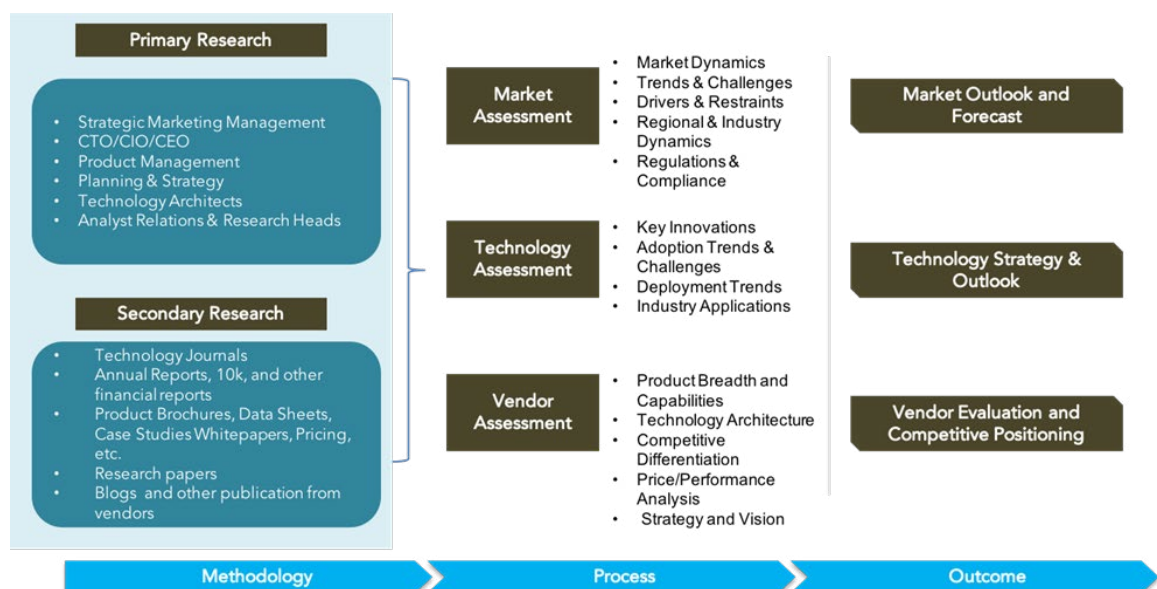 Primary Research
• Strategic Marketing Management
• CTO/CIO/CEO
• Product Management
• Planning & Strategy
• Technology Architects
• Analyst Relations & Research Heads
Secondary Research
• Technology Journals
• Annual Reports, 10k, and other
financial reports
• Product Brochures, Data Sheets,
Case Studies Whitepapers, Pricing,
etc.
• Research papers
• Blogs and other publication from
vendors
Market
Assessment
• Market Dynamics
• Trends & Challenges
• Drivers & Restraints
• Regional & Industry
Dynamics
• Regulations &
Compliance
Technology
Assessment
• Key Innovations
• Adoption Trends &
Challenges
• Deployment Trends
• Industry Applications
Vendor
Assessment
• Product Breadth and
Capabilities
• Technology Architecture
• Competitive
Differentiation
• Price/Performance
Analysis
• Strategy and Vision
Market Outlook and
Forecast
Technology Strategy &
Outlook
Vendor Evaluation and
Competitive Positioning
Methodology
Process
Outcome